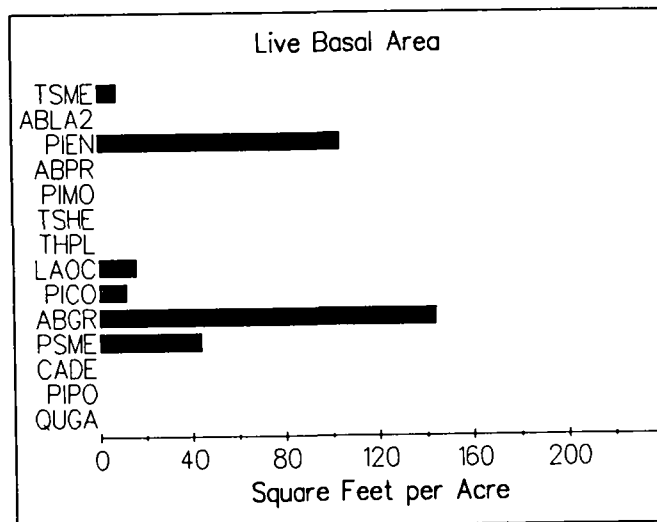 Live Basal Area
TSME
ABLA2
PIEN
ABPR
PIMO
TSHE
THPL
LAOC
PICO
ABGR
PSME
CADE
PIPO
QUGA
0 40 80 120 160 200
Square Feet per Acre